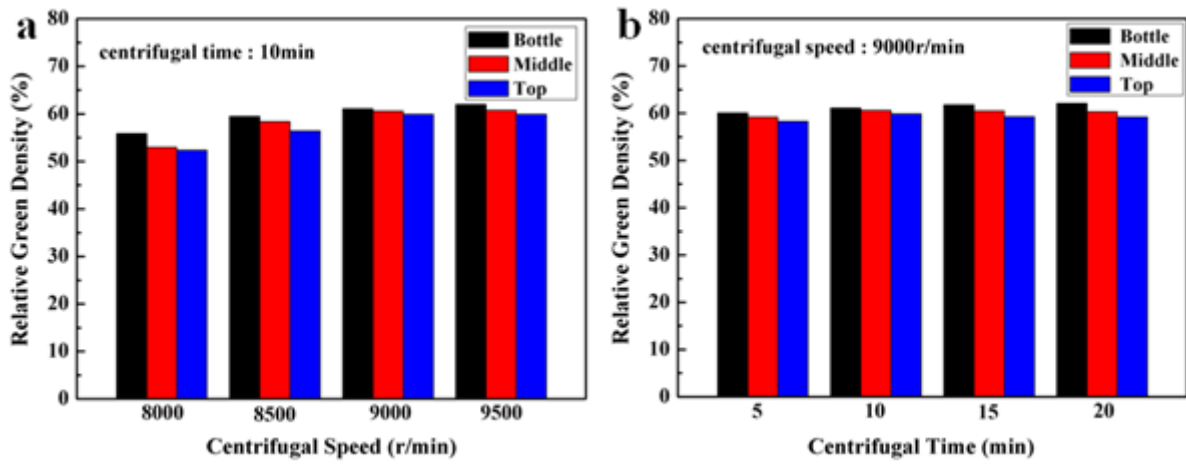 a
centrifugal time : 10min
Bottle
Middle
Top
80
70
60
50
40
30
20
10
0
Relative Green Density (%)
8000 8500 9000 9500
Centrifugal Speed (r/min)
b
centrifugal speed : 9000r/min
Bottle
Middle
Top
80
70
60
50
40
30
20
10
0
Relative Green Density (%)
5 10 15 20
Centrifugal Time (min)